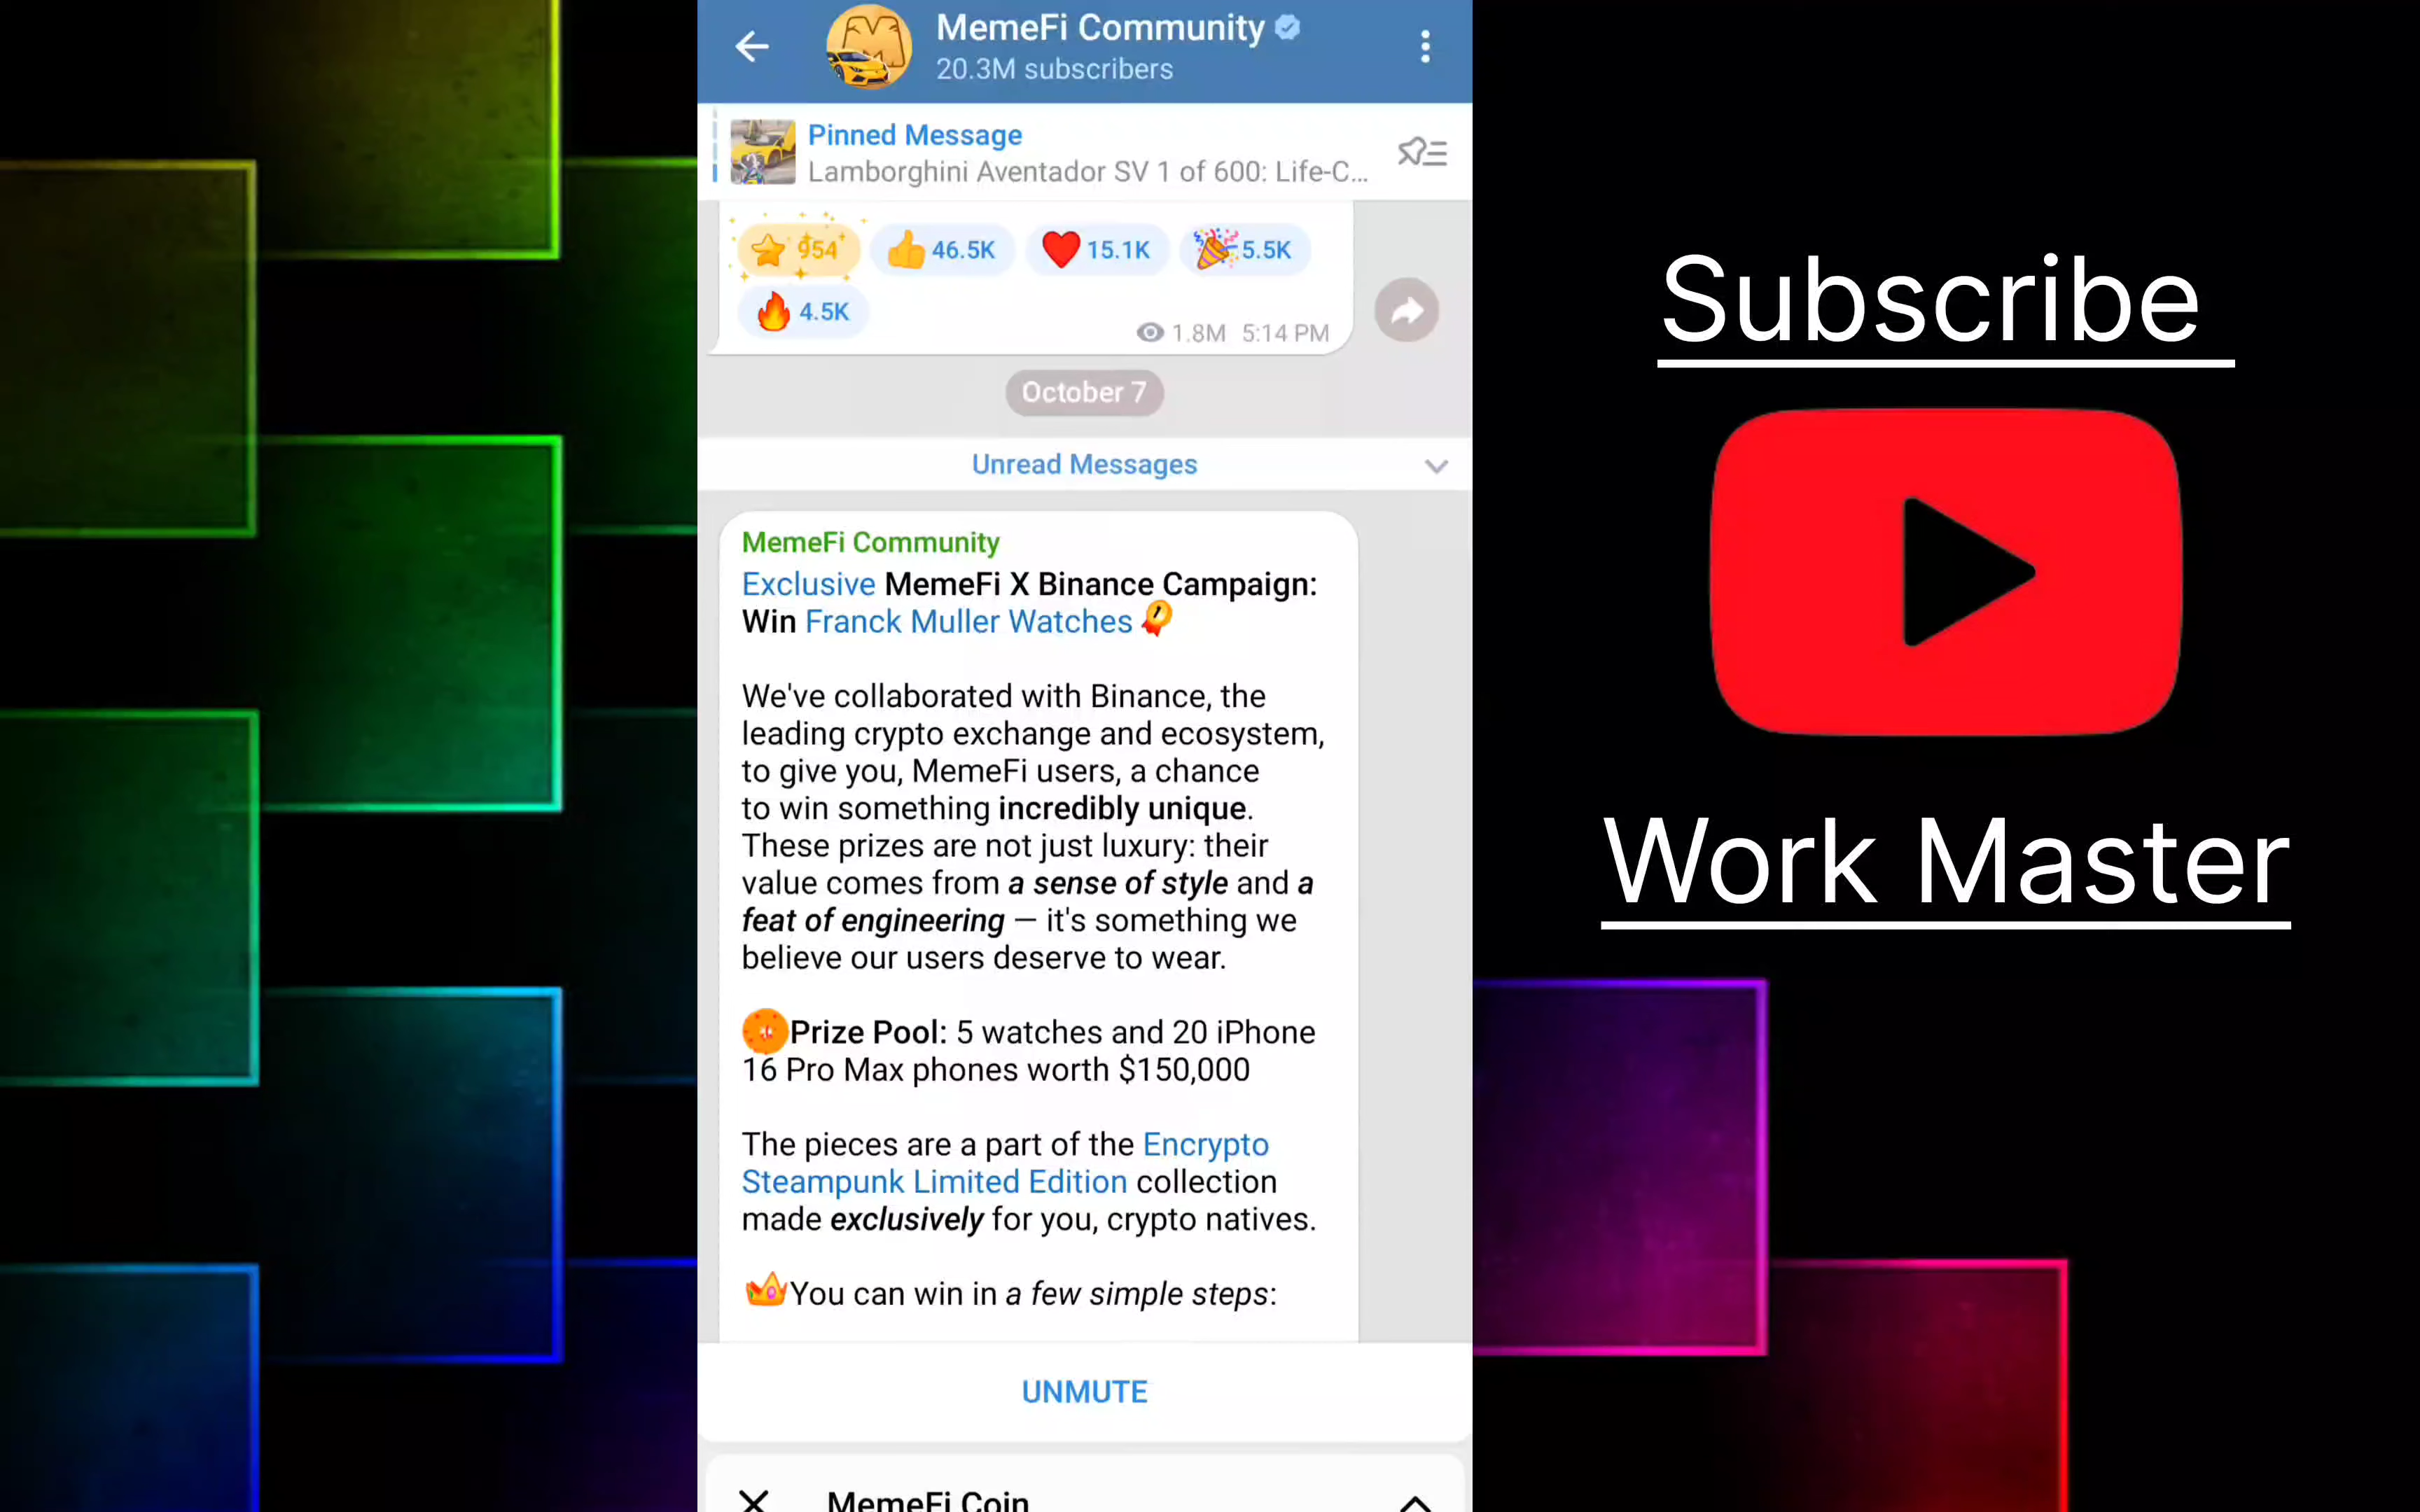 MemeFi Community
20.3M subscribers
Pinned Message
Lamborghini Aventador SV 1 of 600: Life-C...
954 46.5K 15.1K 5.5K
4.5K
1.8M 5:14 PM
October 7
Unread Messages
MemeFi Community
Exclusive MemeFi X Binance Campaign:
Win Franck Muller Watches
We've collaborated with Binance, the
leading crypto exchange and ecosystem,
to give you, MemeFi users, a chance
to win something incredibly unique.
These prizes are not just luxury: their
value comes from a sense of style and a
feat of engineering — it's something we
believe our users deserve to wear.
Prize Pool: 5 watches and 20 iPhone
16 Pro Max phones worth $150,000
The pieces are a part of the Encrypto
Steampunk Limited Edition collection
made exclusively for you, crypto natives.
You can win in a few simple steps:
UNMUTE
MemeFi Coin
Subscribe
Work Master